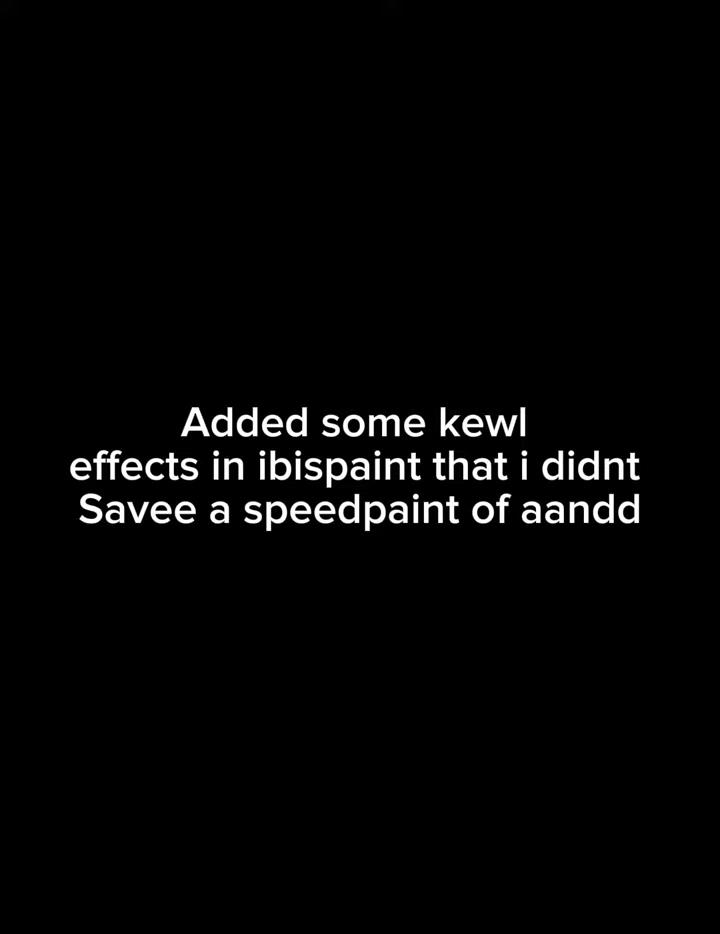 Added some kewl
effects in ibispaint that i didnt
Savee a speedpaint of aandd